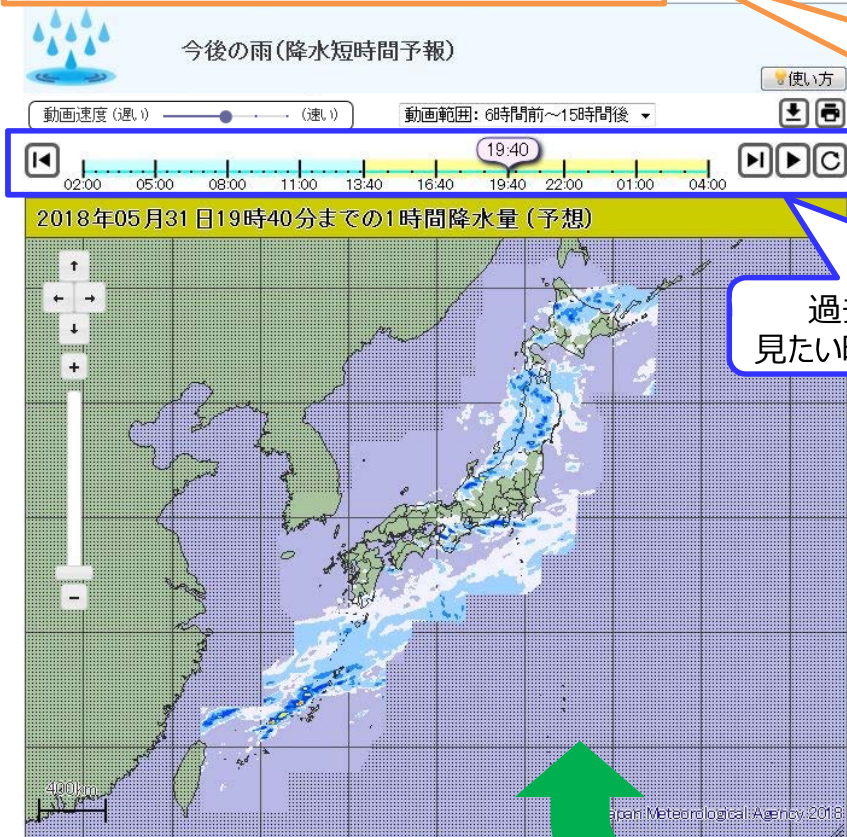 今後の雨(降水短時間予報)
使い方
動画速度 (遅い) (速い)
動画範囲: 6時間前~15時間後
19:40
02:00 05:00 08:00 11:00 13:40 16:40 19:40 22:00 01:00 04:00
2018年05月31日19時40分までの1時間降水量 (予想)
過
見たい
400km
Japan Meteorological Agency 2018